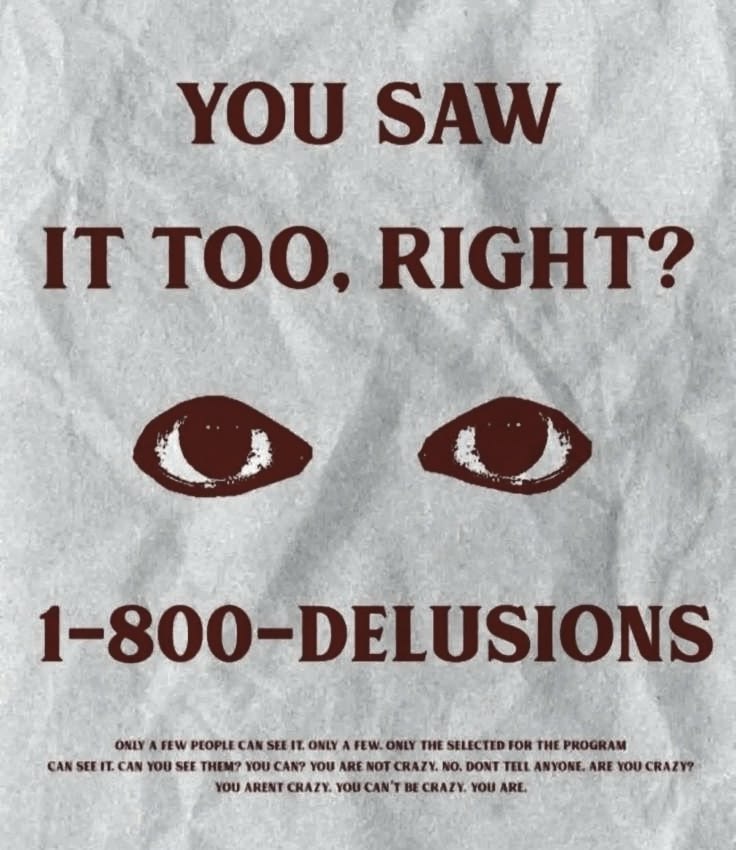 YOU SAW
IT TOO, RIGHT?
1-800-DELUSIONS
ONLY A FEW PEOPLE CAN SEE IT. ONLY A FEW. ONLY THE SELECTED FOR THE PROGRAM
CAN SEE IT. CAN YOU SEE THEM? YOU CAN? YOU ARE NOT CRAZY. NO. DONT TELL ANYONE. ARE YOU CRAZY?
YOU ARENT CRAZY. YOU CAN'T BE CRAZY. YOU ARE.